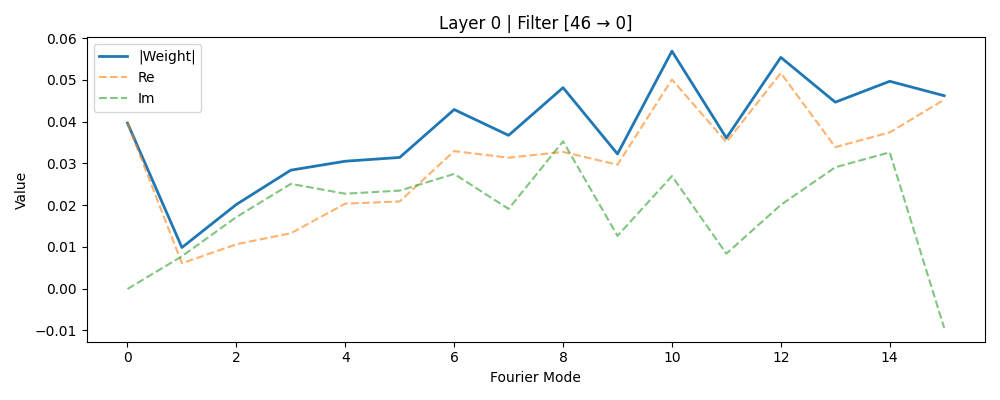 Layer 0 | Filter [46 → 0]
|Weight|
Re
Im
Value
0.06
0.05
0.04
0.03
0.02
0.01
0.00
−0.01
0 2 4 6 8 10 12 14
Fourier Mode